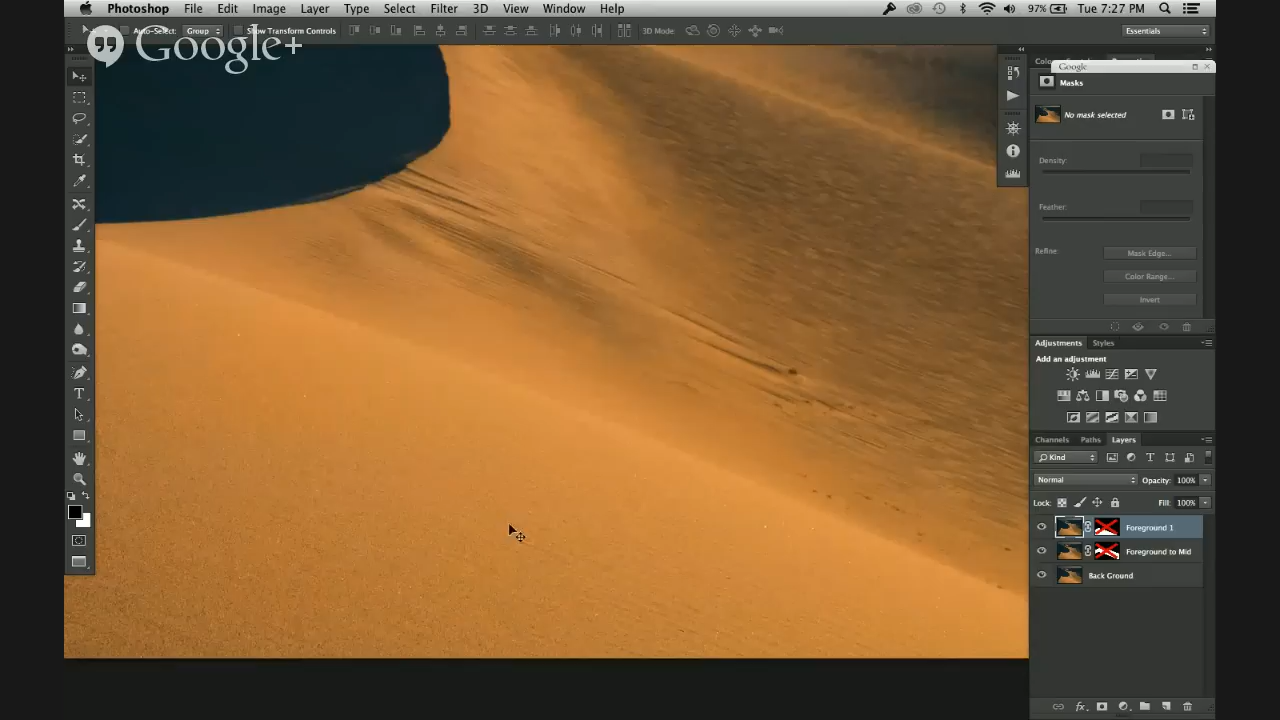 Photoshop File Edit Image Layer Type Select Filter 3D View Window Help 97% Tue 7:27 PM
Auto-Select: Group Show Transform Controls 3D Mode: Essentials
Google+
Google
Masks
No mask selected
Density:
Feather:
Refine: Mask Edge...
Color Range...
Invert
Adjustments Styles
Add an adjustment
Channels Paths Layers
Kind
Normal Opacity: 100%
Lock: Fill: 100%
Foreground 1
Foreground to Mid
Back Ground